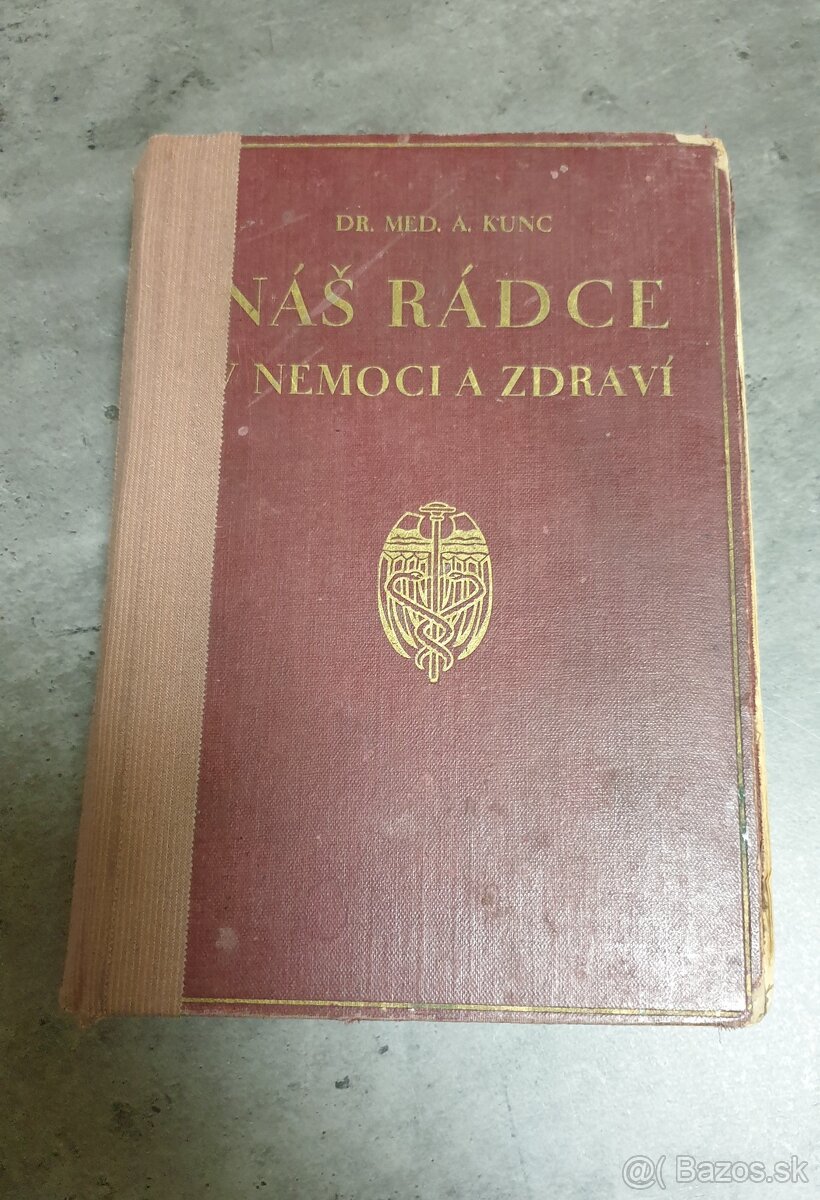 DR. MED. A. KUNC
NÁŠ RÁDCE
V NEMOCI A ZDRAVÍ
@( Bazos.sk